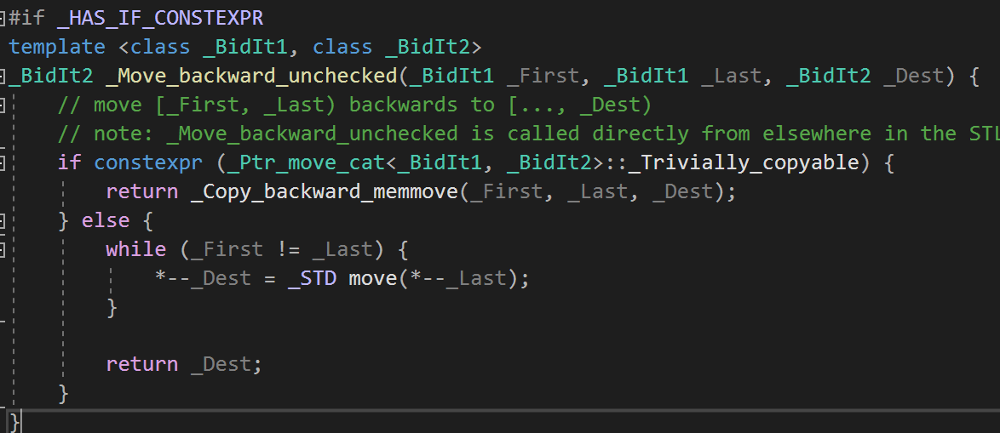 #if _HAS_IF_CONSTEXPR
template <class _BidIt1, class _BidIt2>
_BidIt2 _Move_backward_unchecked(_BidIt1 _First, _BidIt1 _Last, _BidIt2 _Dest) {
// move [_First, _Last) backwards to [..., _Dest)
// note: _Move_backward_unchecked is called directly from elsewhere in the STL
if constexpr (_Ptr_move_cat<_BidIt1, _BidIt2>::_Trivially_copyable) {
return _Copy_backward_memmove(_First, _Last, _Dest);
} else {
while (_First != _Last) {
*--_Dest = _STD move(*--_Last);
}
return _Dest;
}
}